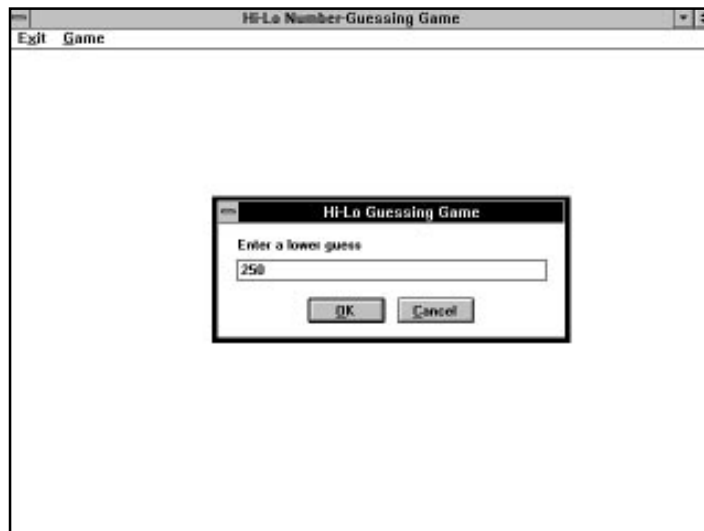 Hi-Lo Number-Guessing Game
Exit Game
Hi-Lo Guessing Game
Enter a lower guess
250
OK Cancel